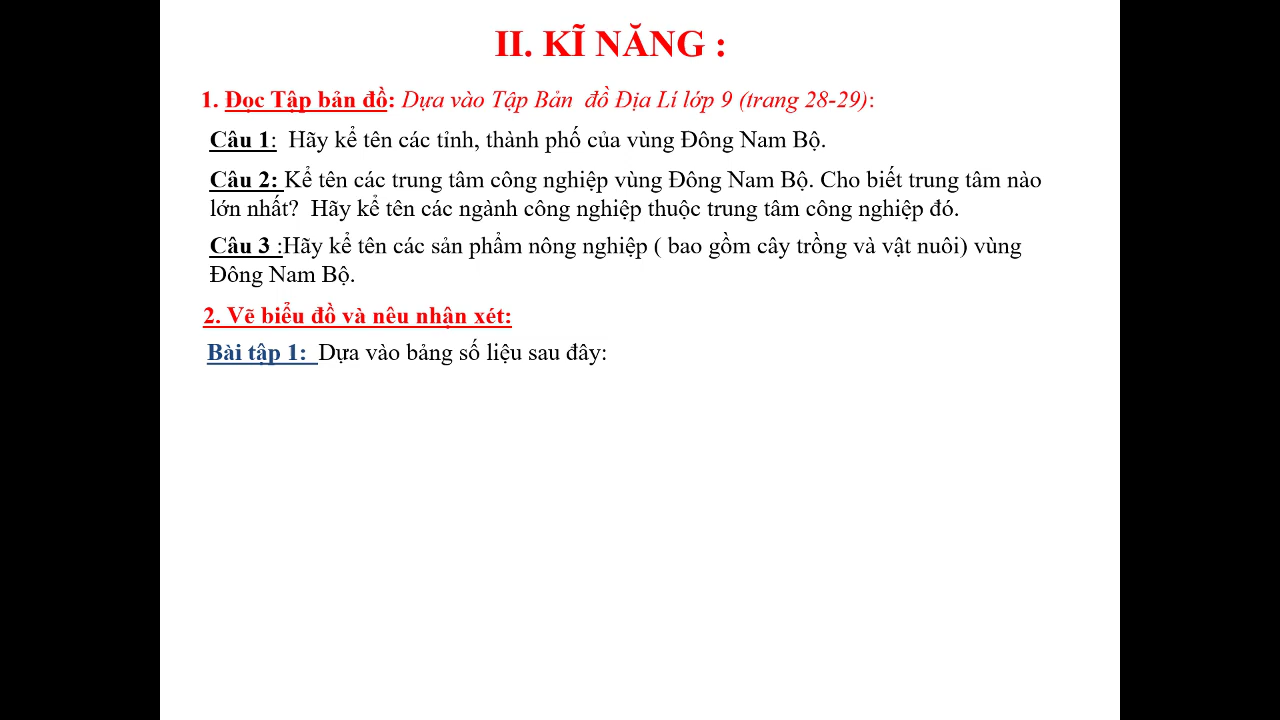 II. KĨ NĂNG :
1. Đọc Tập bản đồ: Dựa vào Tập Bản đồ Địa Lí lớp 9 (trang 28-29):
Câu 1: Hãy kể tên các tỉnh, thành phố của vùng Đông Nam Bộ.
Câu 2: Kể tên các trung tâm công nghiệp vùng Đông Nam Bộ. Cho biết trung tâm nào
lớn nhất? Hãy kể tên các ngành công nghiệp thuộc trung tâm công nghiệp đó.
Câu 3 :Hãy kể tên các sản phẩm nông nghiệp ( bao gồm cây trồng và vật nuôi) vùng
Đông Nam Bộ.
2. Vẽ biểu đồ và nêu nhận xét:
Bài tập 1: Dựa vào bảng số liệu sau đây: